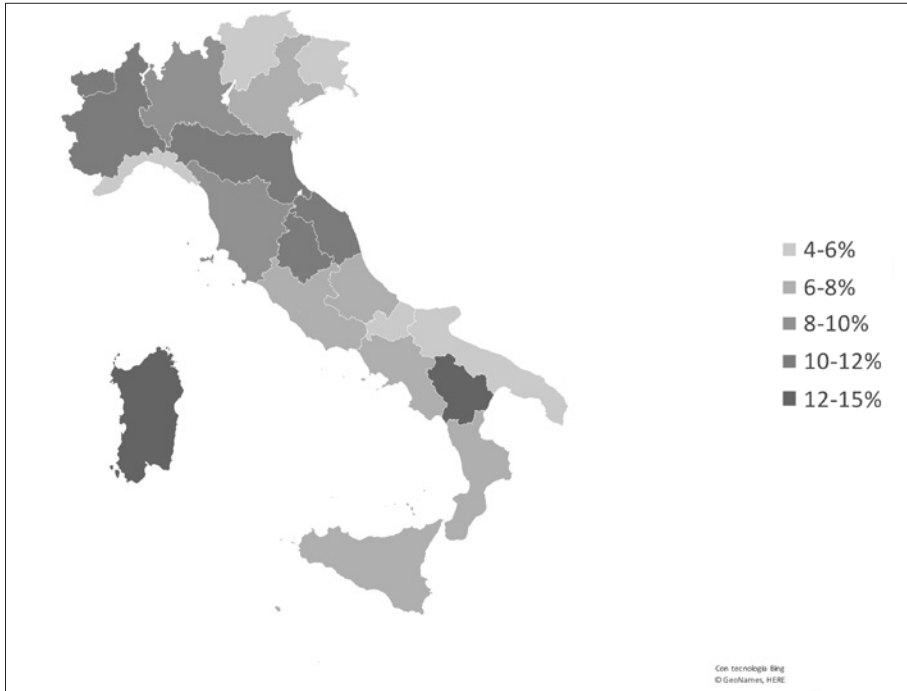 4-6%
6-8%
8-10%
10-12%
12-15%
Con tecnologia Bing
© GeoNames, HERE